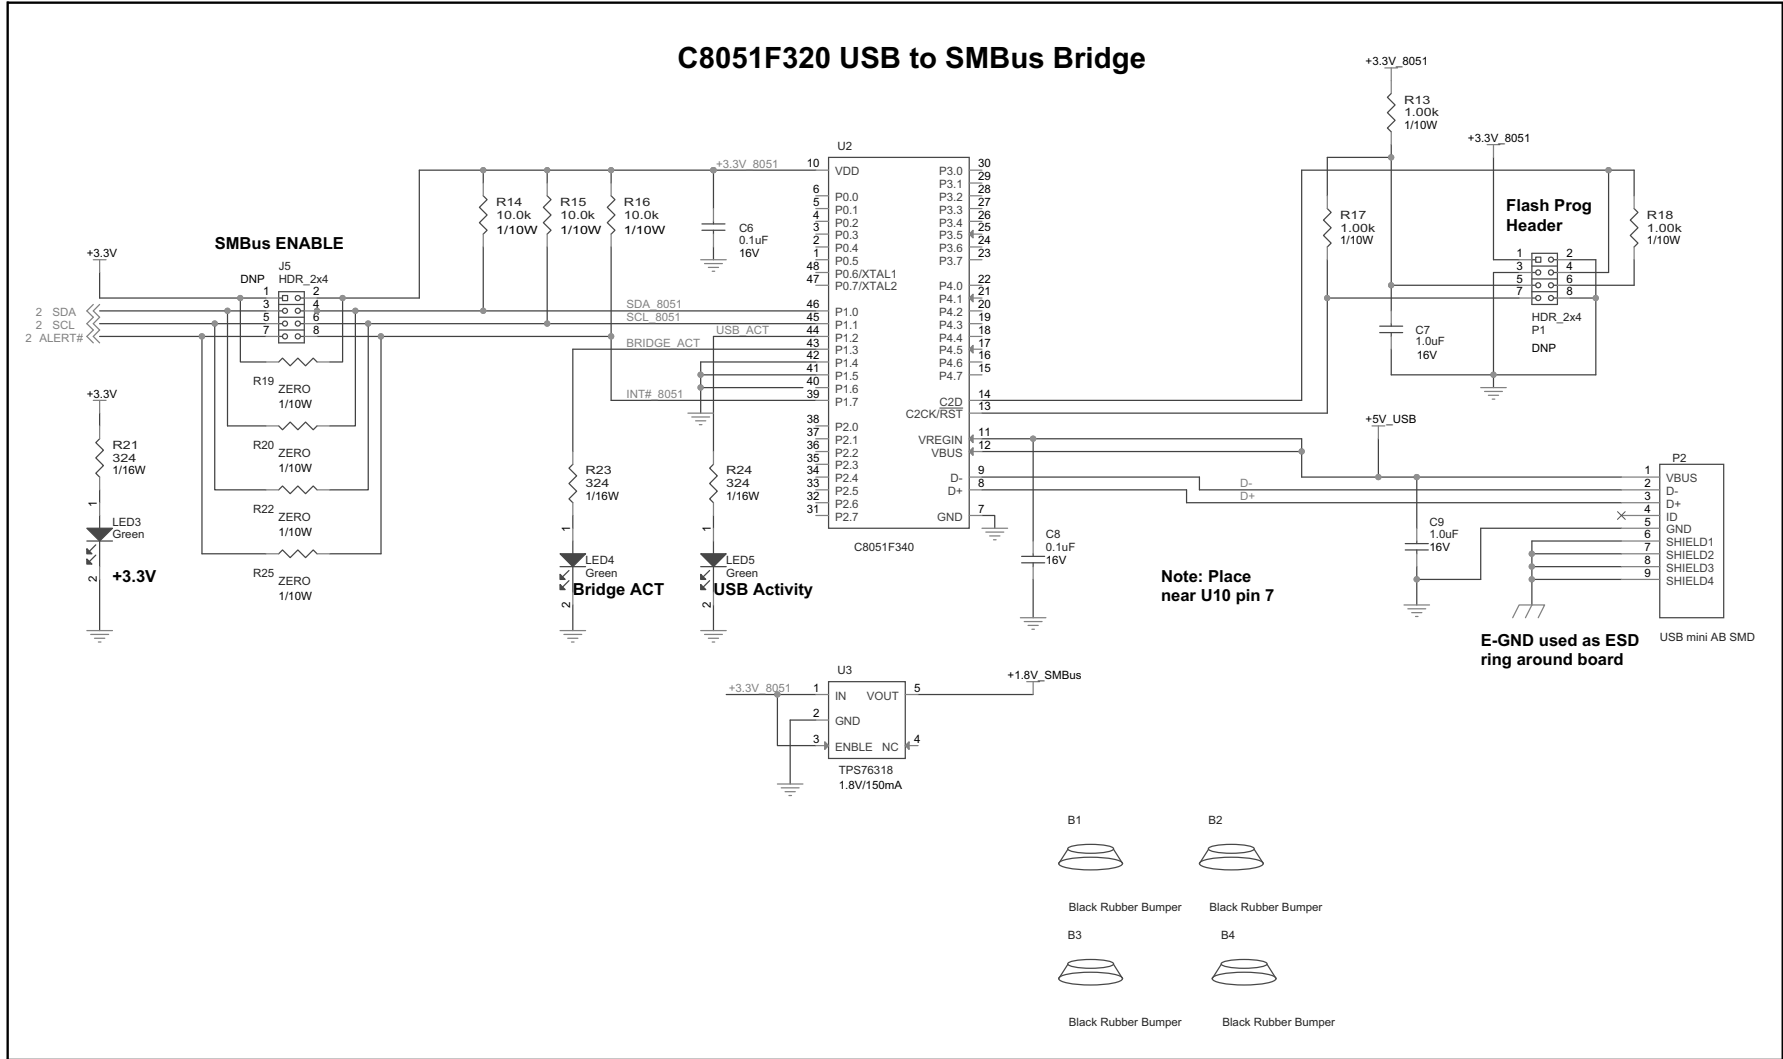 C8051F320 USB to SMBus Bridge
+3.3V_8051
R13
1.00k
1/10W
+3.3V_8051
Flash Prog
Header
R17
1.00k
1/10W
R18
1.00k
1/10W
1
2
3
4
5
6
7
8
HDR_2x4
P1
DNP
C7
1.0uF
16V
SMBus ENABLE
+3.3V
J5
DNP
HDR_2x4
1
2
3
4
5
6
7
8
2 SDA
2 SCL
2 ALERT#
R19
ZERO
1/10W
R20
ZERO
1/10W
R22
ZERO
1/10W
R25
ZERO
1/10W
+3.3V
R21
324
1/16W
1
LED3
Green
2
+3.3V
R14
10.0k
1/10W
R15
10.0k
1/10W
R16
10.0k
1/10W
+3.3V_8051
C6
0.1uF
16V
SDA_8051
SCL_8051
USB_ACT
BRIDGE_ACT
INT#_8051
R23
324
1/16W
1
LED4
Green
2
Bridge ACT
R24
324
1/16W
1
LED5
Green
2
USB Activity
U2
10 VDD
6 P0.0
5 P0.1
4 P0.2
3 P0.3
2 P0.4
1 P0.5
48 P0.6/XTAL1
47 P0.7/XTAL2
46 P1.0
45 P1.1
44 P1.2
43 P1.3
42 P1.4
41 P1.5
40 P1.6
39 P1.7
38 P2.0
37 P2.1
36 P2.2
35 P2.3
34 P2.4
33 P2.5
32 P2.6
31 P2.7
P3.0 30
P3.1 29
P3.2 28
P3.3 27
P3.4 26
P3.5 25
P3.6 24
P3.7 23
P4.0 22
P4.1 21
P4.2 20
P4.3 19
P4.4 18
P4.5 17
P4.6 16
P4.7 15
C2D 14
C2CK/RST 13
VREGIN 11
VBUS 12
D- 9
D+ 8
GND 7
C8051F340
C8
0.1uF
16V
+5V_USB
D-
D+
C9
1.0uF
16V
Note: Place
near U10 pin 7
P2
1 VBUS
2 D-
3 D+
4 ID
5 GND
6 SHIELD1
7 SHIELD2
8 SHIELD3
9 SHIELD4
USB mini AB SMD
E-GND used as ESD
ring around board
U3
+3.3V_8051
1 IN
2 GND
3 ENBLE
VOUT 5
NC 4
+1.8V_SMBus
TPS76318
1.8V/150mA
B1
Black Rubber Bumper
B2
Black Rubber Bumper
B3
Black Rubber Bumper
B4
Black Rubber Bumper